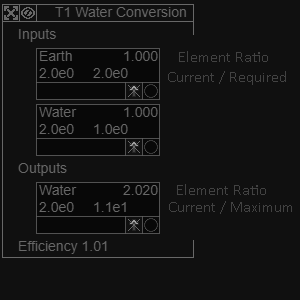 T1 Water Conversion
Inputs
Earth 1.000 Element Ratio
2.0e0 2.0e0 Current / Required
Water 1.000
2.0e0 1.0e0
Outputs
Water 2.020 Element Ratio
2.0e0 1.1e1 Current / Maximum
Efficiency 1.01